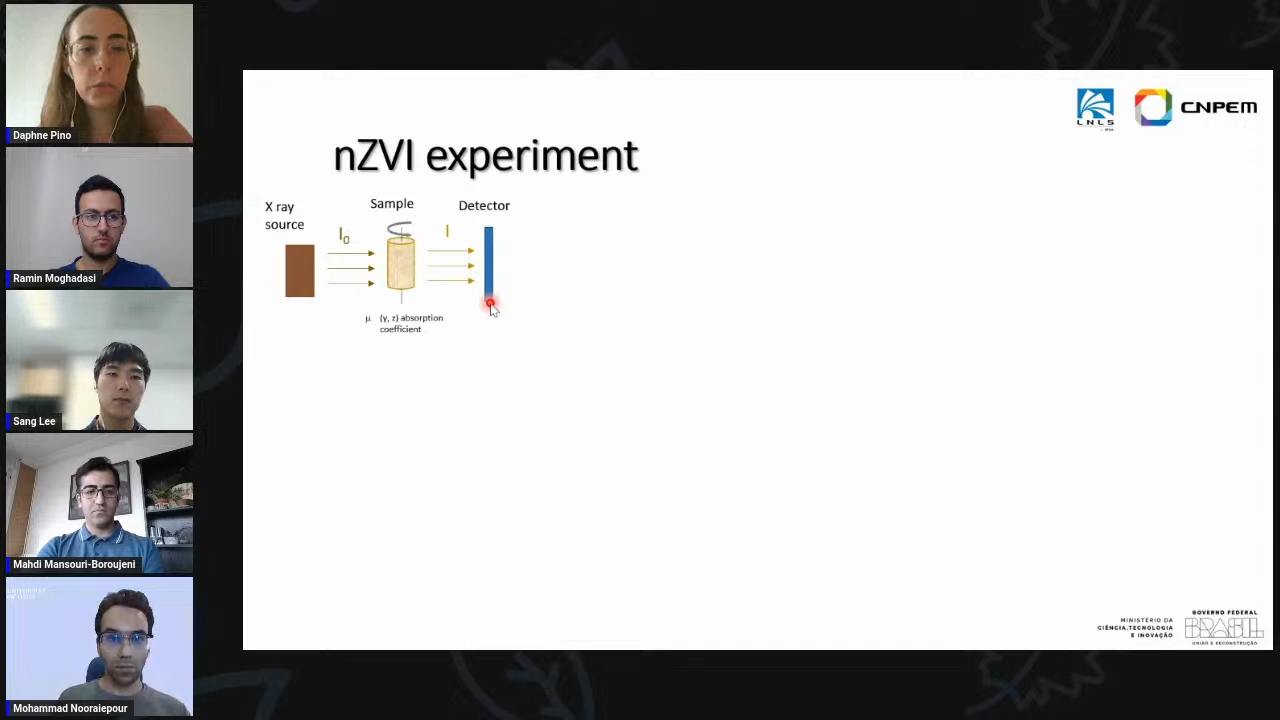 Daphne Pino
Ramin Moghadasi
Sang Lee
Mahdi Mansouri-Boroujeni
Mohammad Nooraiepour
LNLS
CNPEM
nZVI experiment
X ray
source
Sample
Detector
I0
I
μ (y, z) absorption
coefficient
MINISTÉRIO DA
CIÊNCIA, TECNOLOGIA
E INOVAÇÃO
GOVERNO FEDERAL
BRASIL
UNIÃO E RECONSTRUÇÃO